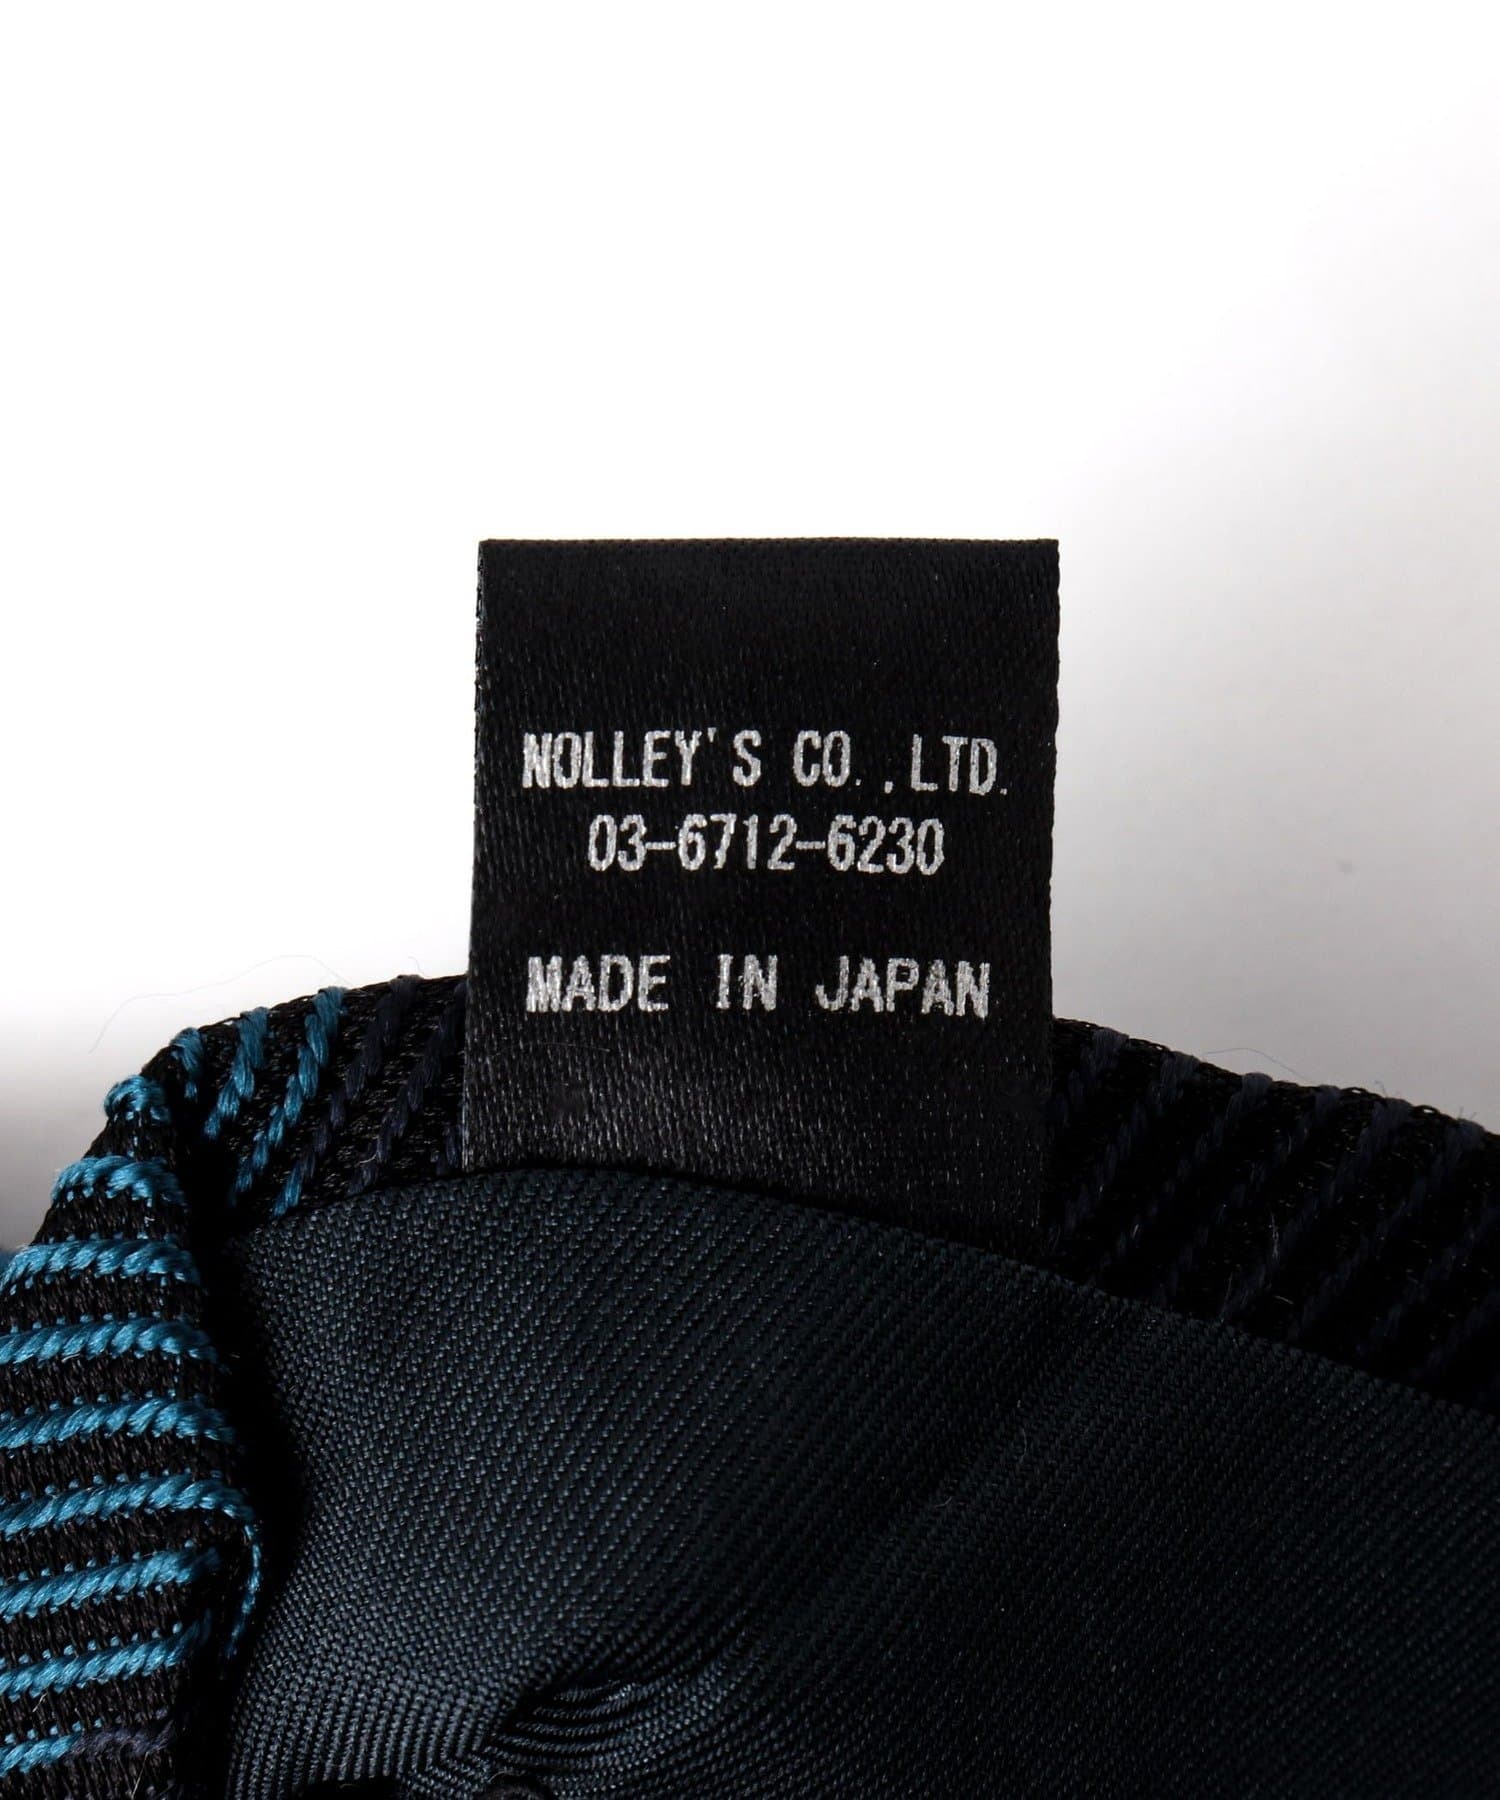 NOLLEY'S CO.,LTD.
03-6712-6230
MADE IN JAPAN